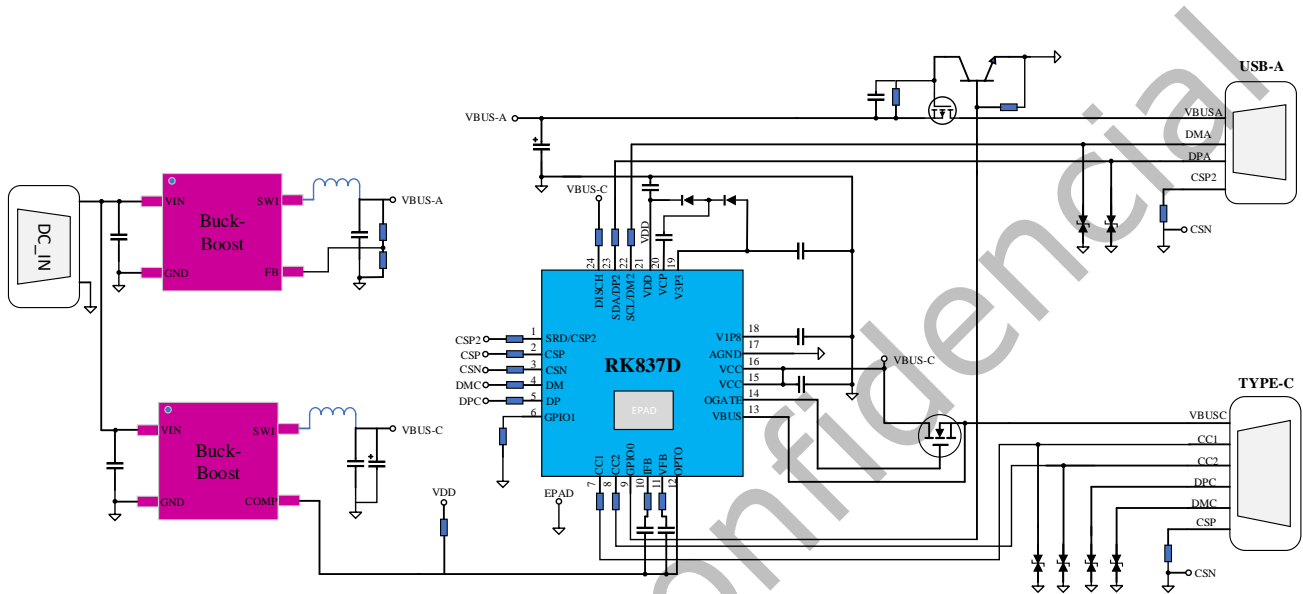 USB-A
VBUS-A
VBUSA
DMA
DPA
CSP2
CSN
VBUS-C
VDD
DC_IN
VIN
SW1
Buck-
Boost
GND
FB
VBUS-A
24
23
22
21
20
19
DISCH
SDA/DP2
SCL/DM2
VDD
VCP
V3P3
CSP2
1
SRD/CSP2
CSP
2
CSP
CSN
3
CSN
DMC
4
DM
DPC
5
DP
6
GPIO1
RK837D
EPAD
V1P8
18
AGND
17
VCC
16
VCC
15
OGATE
14
VBUS
13
VBUS-C
CC1
CC2
GPIO0
IFB
VFB
OPTO
7
8
9
10
11
12
EPAD
VDD
VIN
SW1
Buck-
Boost
GND
COMP
VBUS-C
TYPE-C
VBUSC
CC1
CC2
DPC
DMC
CSP
CSN
onfidencial